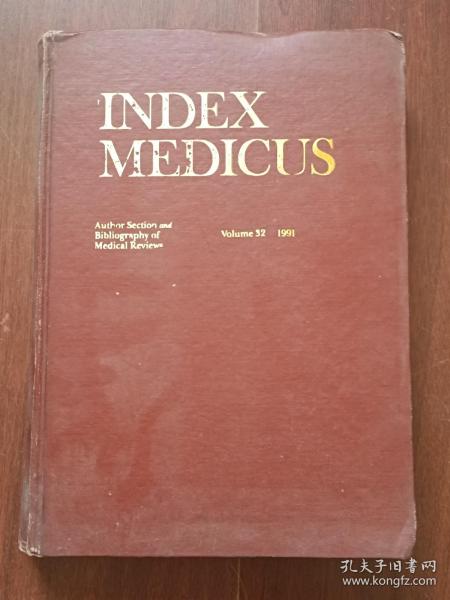 INDEX
MEDICUS
Author Section and
Bibliography of
Medical Reviews
Volume 32 1991
孔夫子旧书网
www.kongfz.com